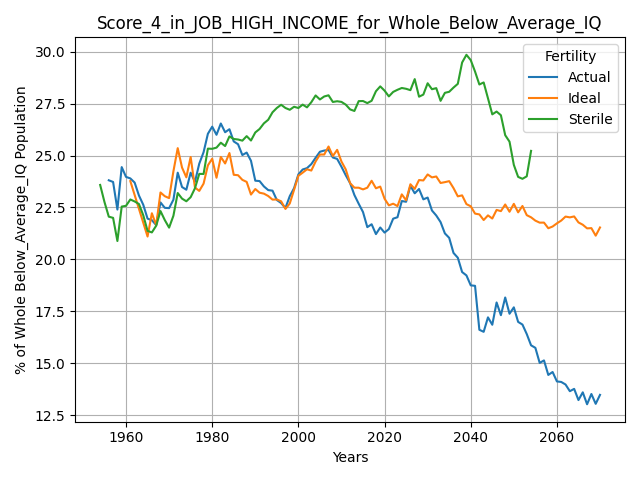 Score_4_in_JOB_HIGH_INCOME_for_Whole_Below_Average_IQ
% of Whole Below_Average_IQ Population
30.0
27.5
25.0
22.5
20.0
17.5
15.0
12.5
Fertility
Actual
Ideal
Sterile
1960
1980
2000
2020
2040
2060
Years